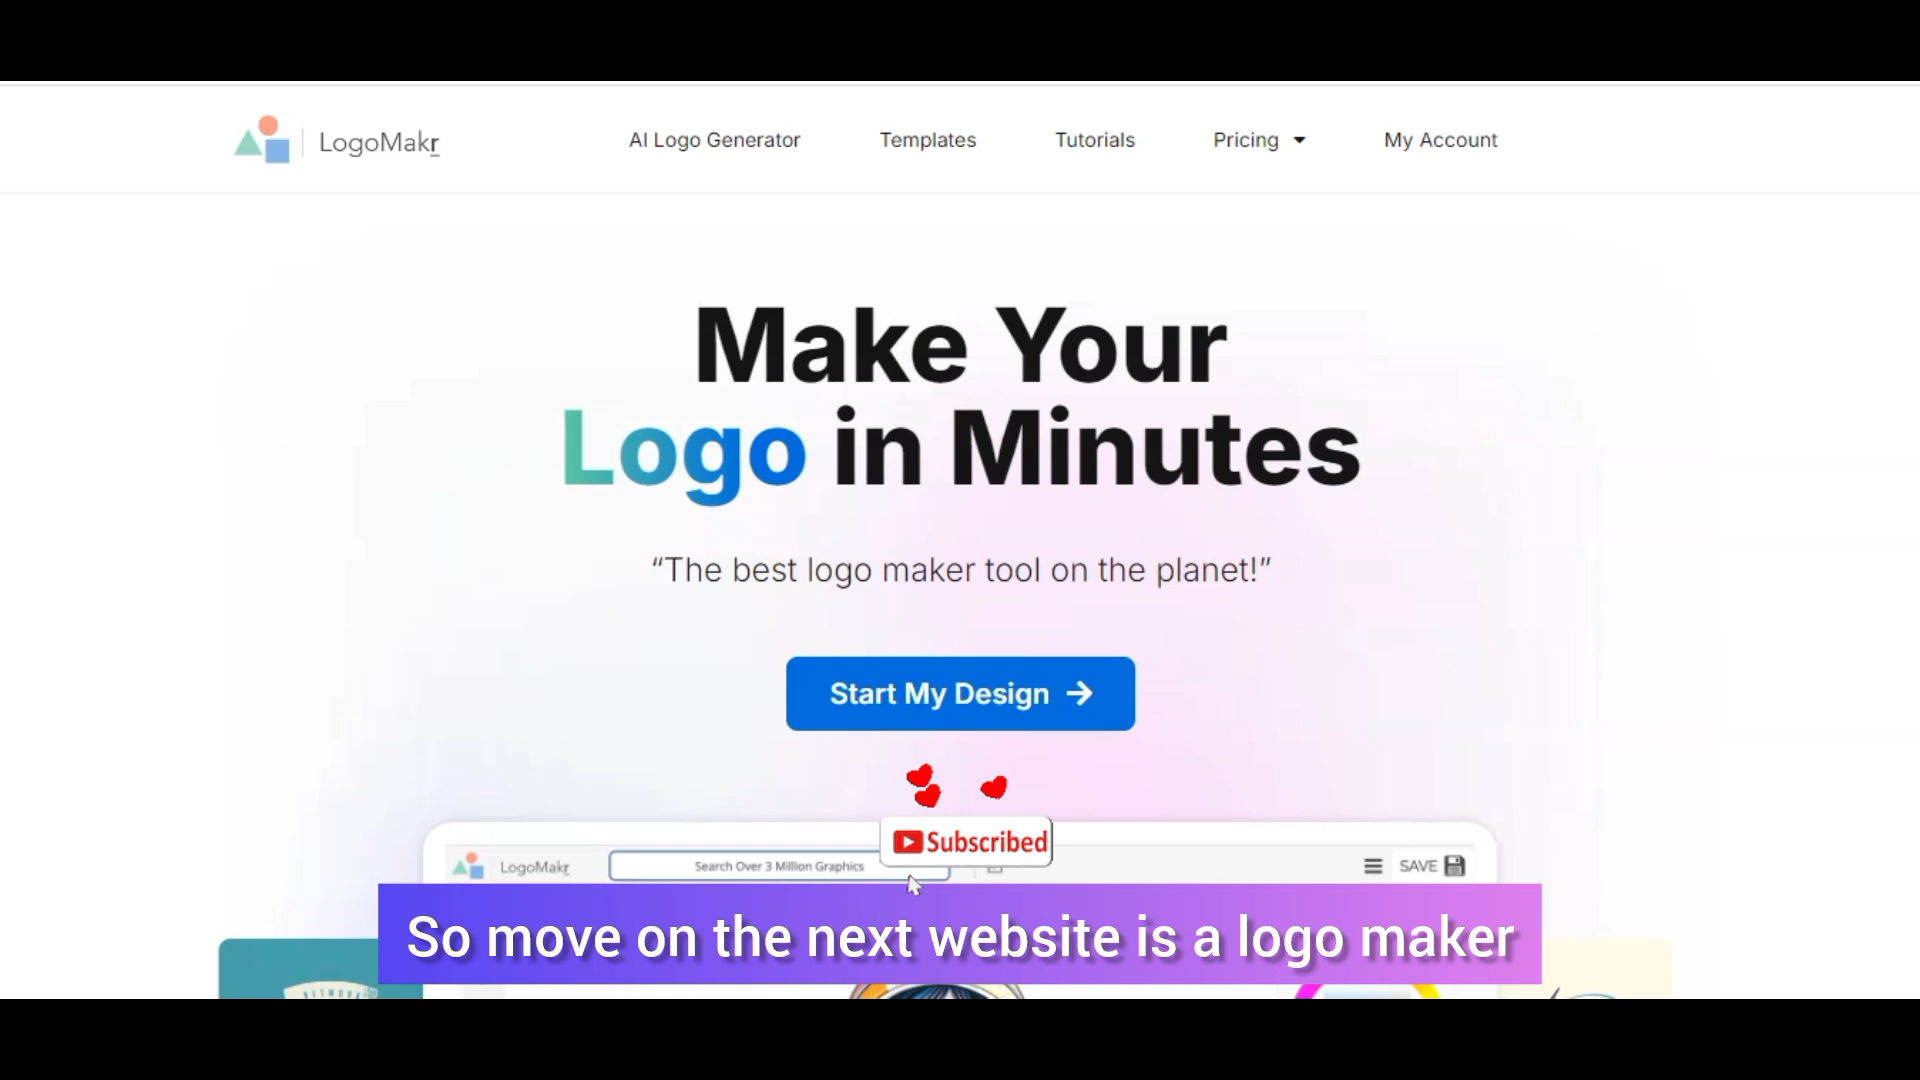 LogoMakr
AI Logo Generator
Templates
Tutorials
Pricing
My Account
Make Your
Logo in Minutes
“The best logo maker tool on the planet!”
Start My Design
Subscribed
LogoMakr
Search Over 3 Million Graphics
SAVE
So move on the next website is a logo maker